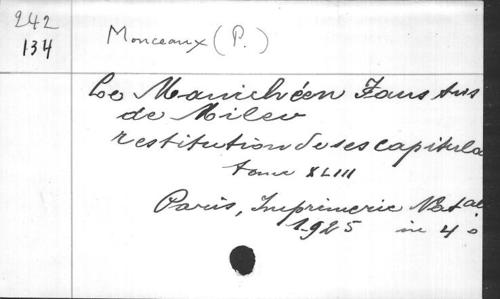 242
134
Monceaux (P.)
Le Manichéen Faustus
de Milev
restitution de ses capitula
tome XLIII
Paris, Imprimerie Nat ale
1925 in 4o